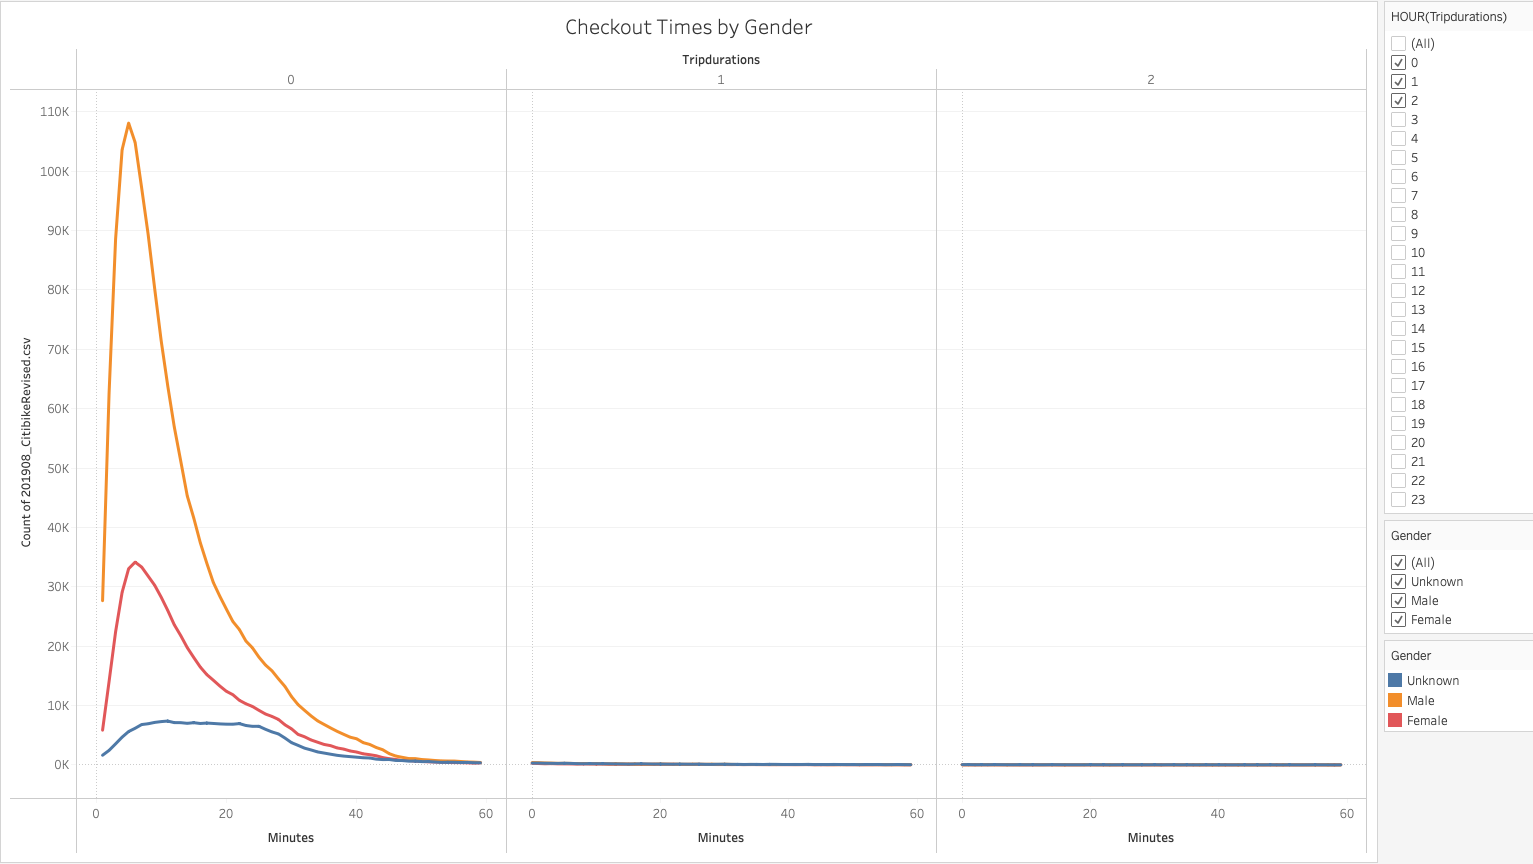 Checkout Times by Gender
Tripdurations
0 1 2
110K
100K
90K
80K
70K
60K
50K
40K
30K
20K
10K
0K
Count of 201908_CitibikeRevised.csv
0 20 40 60 0 20 40 60 0 20 40 60
Minutes Minutes Minutes
HOUR(Tripdurations)
(All)
0
1
2
3
4
5
6
7
8
9
10
11
12
13
14
15
16
17
18
19
20
21
22
23
Gender
(All)
Unknown
Male
Female
Gender
Unknown
Male
Female